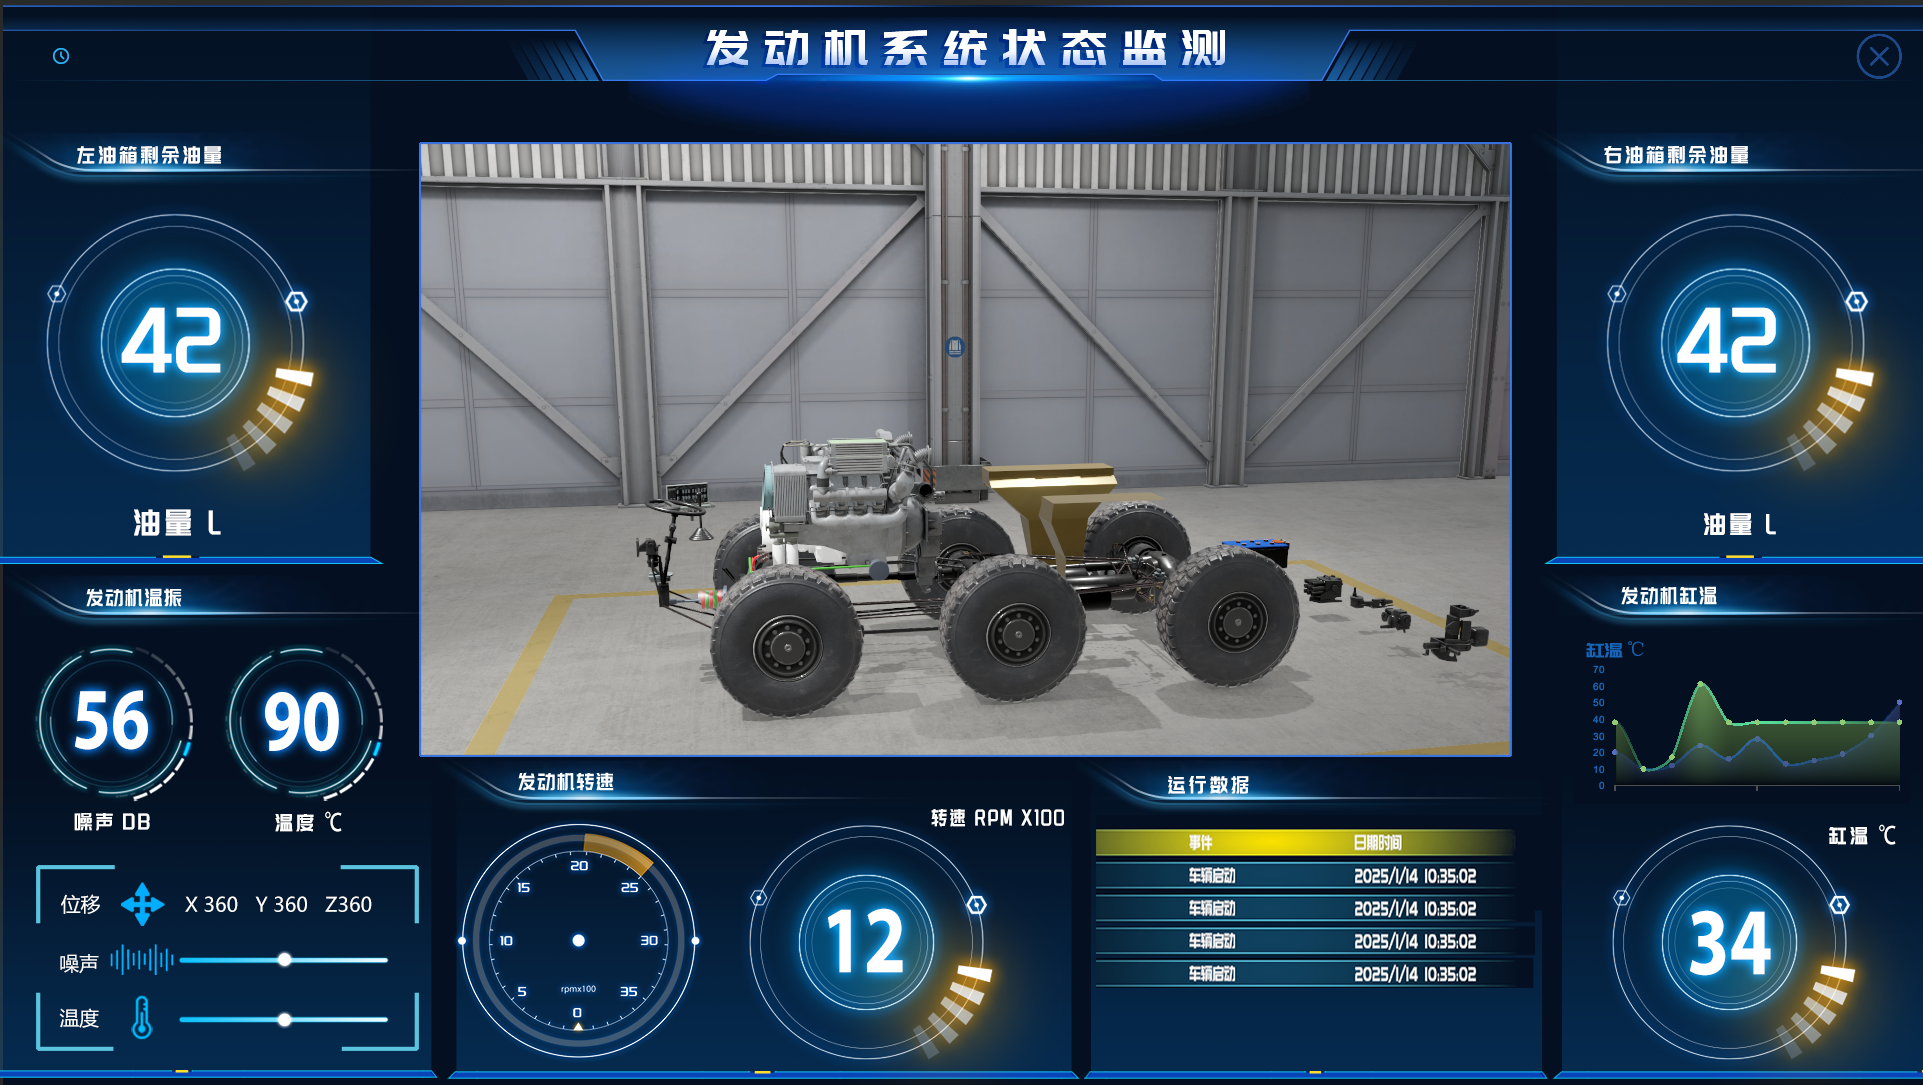 发动机系统状态监测
左油箱剩余油量
42
油量 L
右油箱剩余油量
42
油量 L
发动机温振
56
噪声 DB
90
温度 ℃
位移 X 360 Y 360 Z360
噪声
温度
发动机转速
0
5
10
15
20
25
30
35
rpmx100
转速 RPM X100
12
运行数据
事件 日期时间
车辆启动 2025/1/14 10:35:02
车辆启动 2025/1/14 10:35:02
车辆启动 2025/1/14 10:35:02
车辆启动 2025/1/14 10:35:02
发动机缸温
缸温 ℃
70
60
50
40
30
20
10
0
缸温 ℃
34